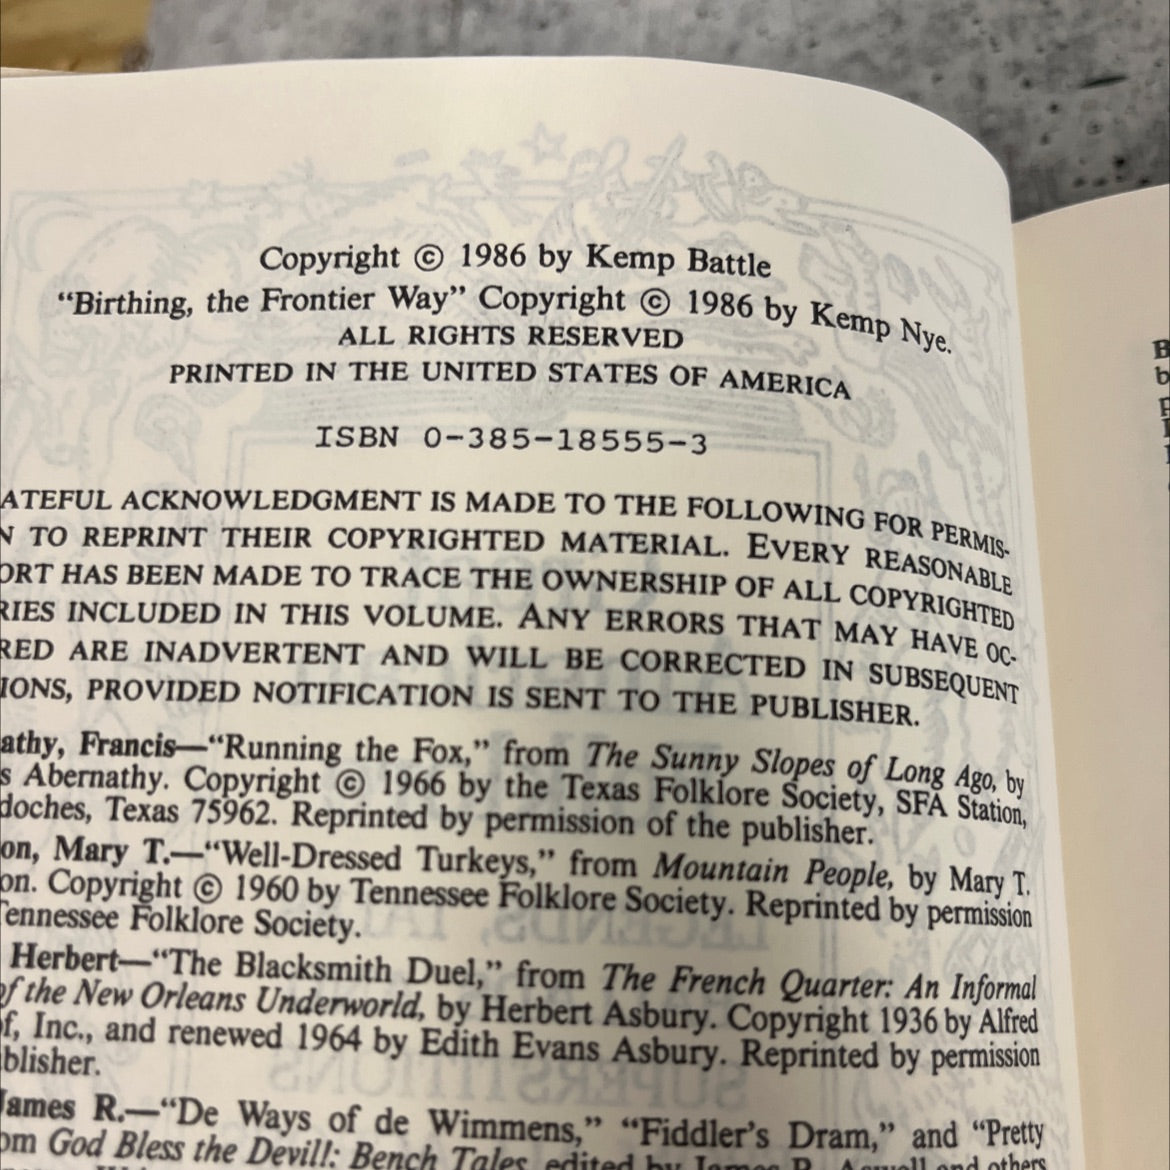 Copyright © 1986 by Kemp Battle
“Birthing, the Frontier Way” Copyright © 1986 by Kemp Nye.
ALL RIGHTS RESERVED
PRINTED IN THE UNITED STATES OF AMERICA
ISBN 0-385-18555-3
ATEFUL ACKNOWLEDGMENT IS MADE TO THE FOLLOWING FOR PERMIS-
N TO REPRINT THEIR COPYRIGHTED MATERIAL. EVERY REASONABLE
ORT HAS BEEN MADE TO TRACE THE OWNERSHIP OF ALL COPYRIGHTED
RIES INCLUDED IN THIS VOLUME. ANY ERRORS THAT MAY HAVE OC-
RED ARE INADVERTENT AND WILL BE CORRECTED IN SUBSEQUENT
IONS, PROVIDED NOTIFICATION IS SENT TO THE PUBLISHER.
athy, Francis—“Running the Fox,” from The Sunny Slopes of Long Ago, by
s Abernathy. Copyright © 1966 by the Texas Folklore Society, SFA Station,
doches, Texas 75962. Reprinted by permission of the publisher.
on, Mary T.—“Well-Dressed Turkeys,” from Mountain People, by Mary T.
on. Copyright © 1960 by Tennessee Folklore Society. Reprinted by permission
Tennessee Folklore Society.
Herbert—“The Blacksmith Duel,” from The French Quarter: An Informal
of the New Orleans Underworld, by Herbert Asbury. Copyright 1936 by Alfred
f, Inc., and renewed 1964 by Edith Evans Asbury. Reprinted by permission
blisher.
James R.—“De Ways of de Wimmens,” “Fiddler’s Dram,” and “Pretty
om God Bless the Devil!: Bench Tales, edited by James R. Aswell and others